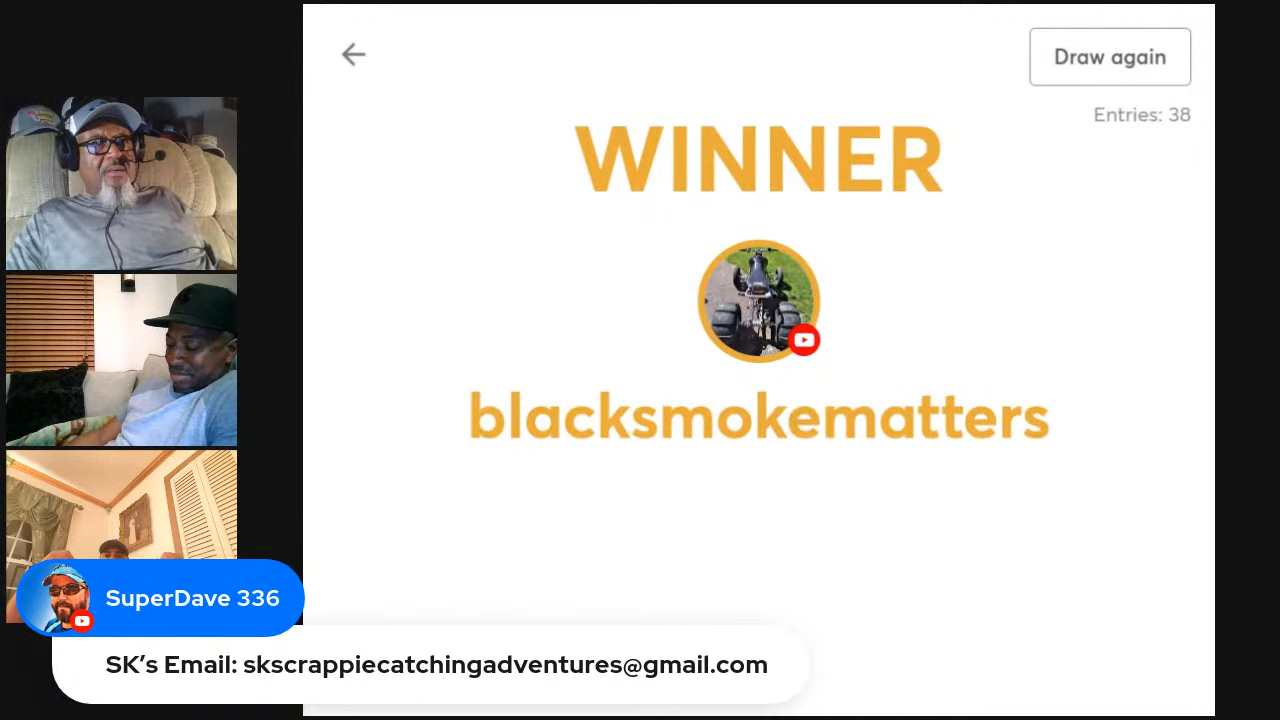 Draw again
Entries: 38
WINNER
blacksmokematters
SuperDave 336
SK’s Email: skscrappiecatchingadventures@gmail.com